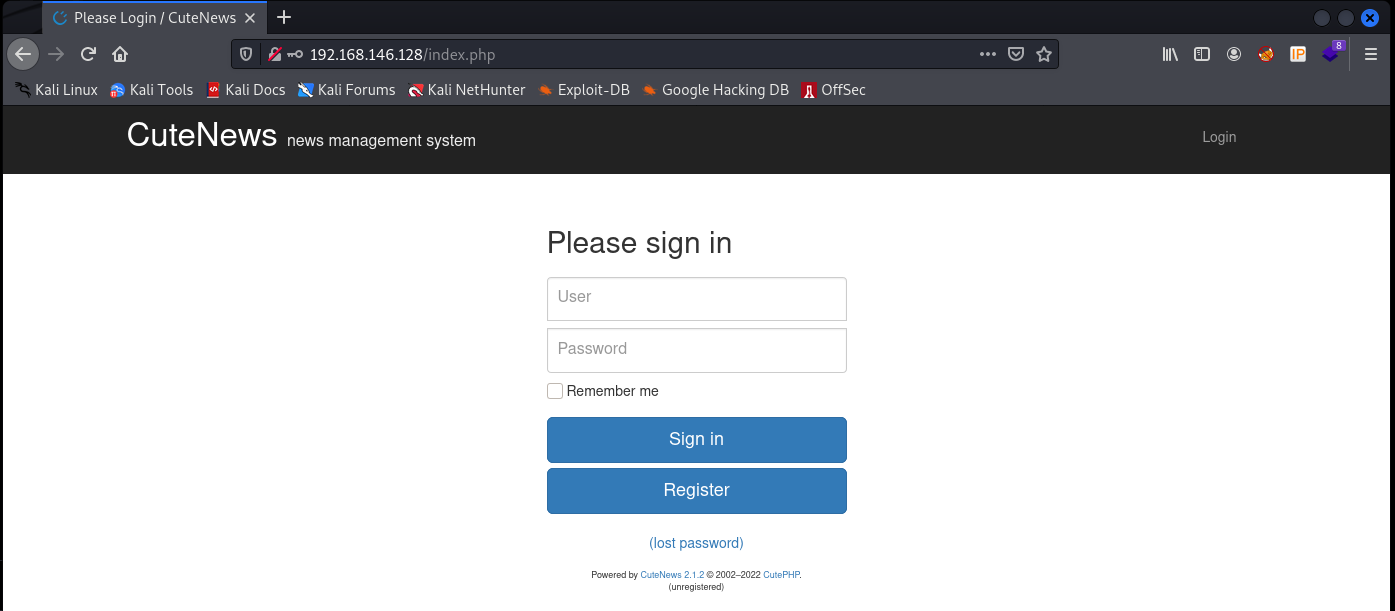 Please Login / CuteNews
192.168.146.128/index.php
8
Kali Linux Kali Tools Kali Docs Kali Forums Kali NetHunter Exploit-DB Google Hacking DB OffSec
CuteNews news management system Login
Please sign in
User
Password
Remember me
Sign in
Register
(lost password)
Powered by CuteNews 2.1.2 © 2002–2022 CutePHP.
(unregistered)